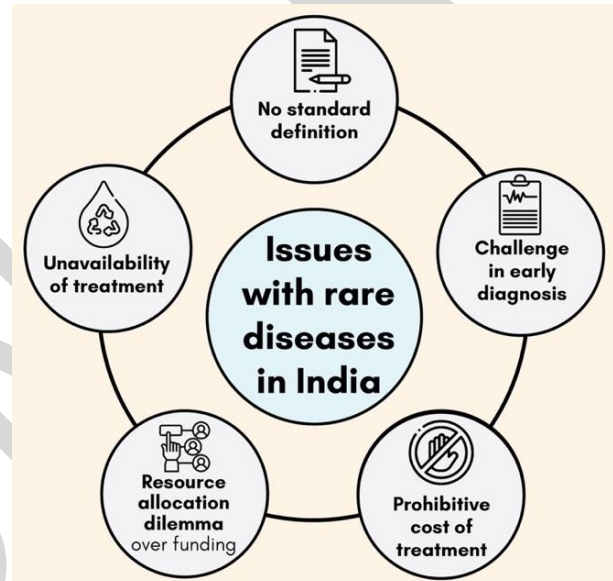 No standard
definition
Challenge
in early
diagnosis
Prohibitive
cost of
treatment
Resource
allocation
dilemma
over funding
Unavailability
of treatment
Issues
with rare
diseases
in India